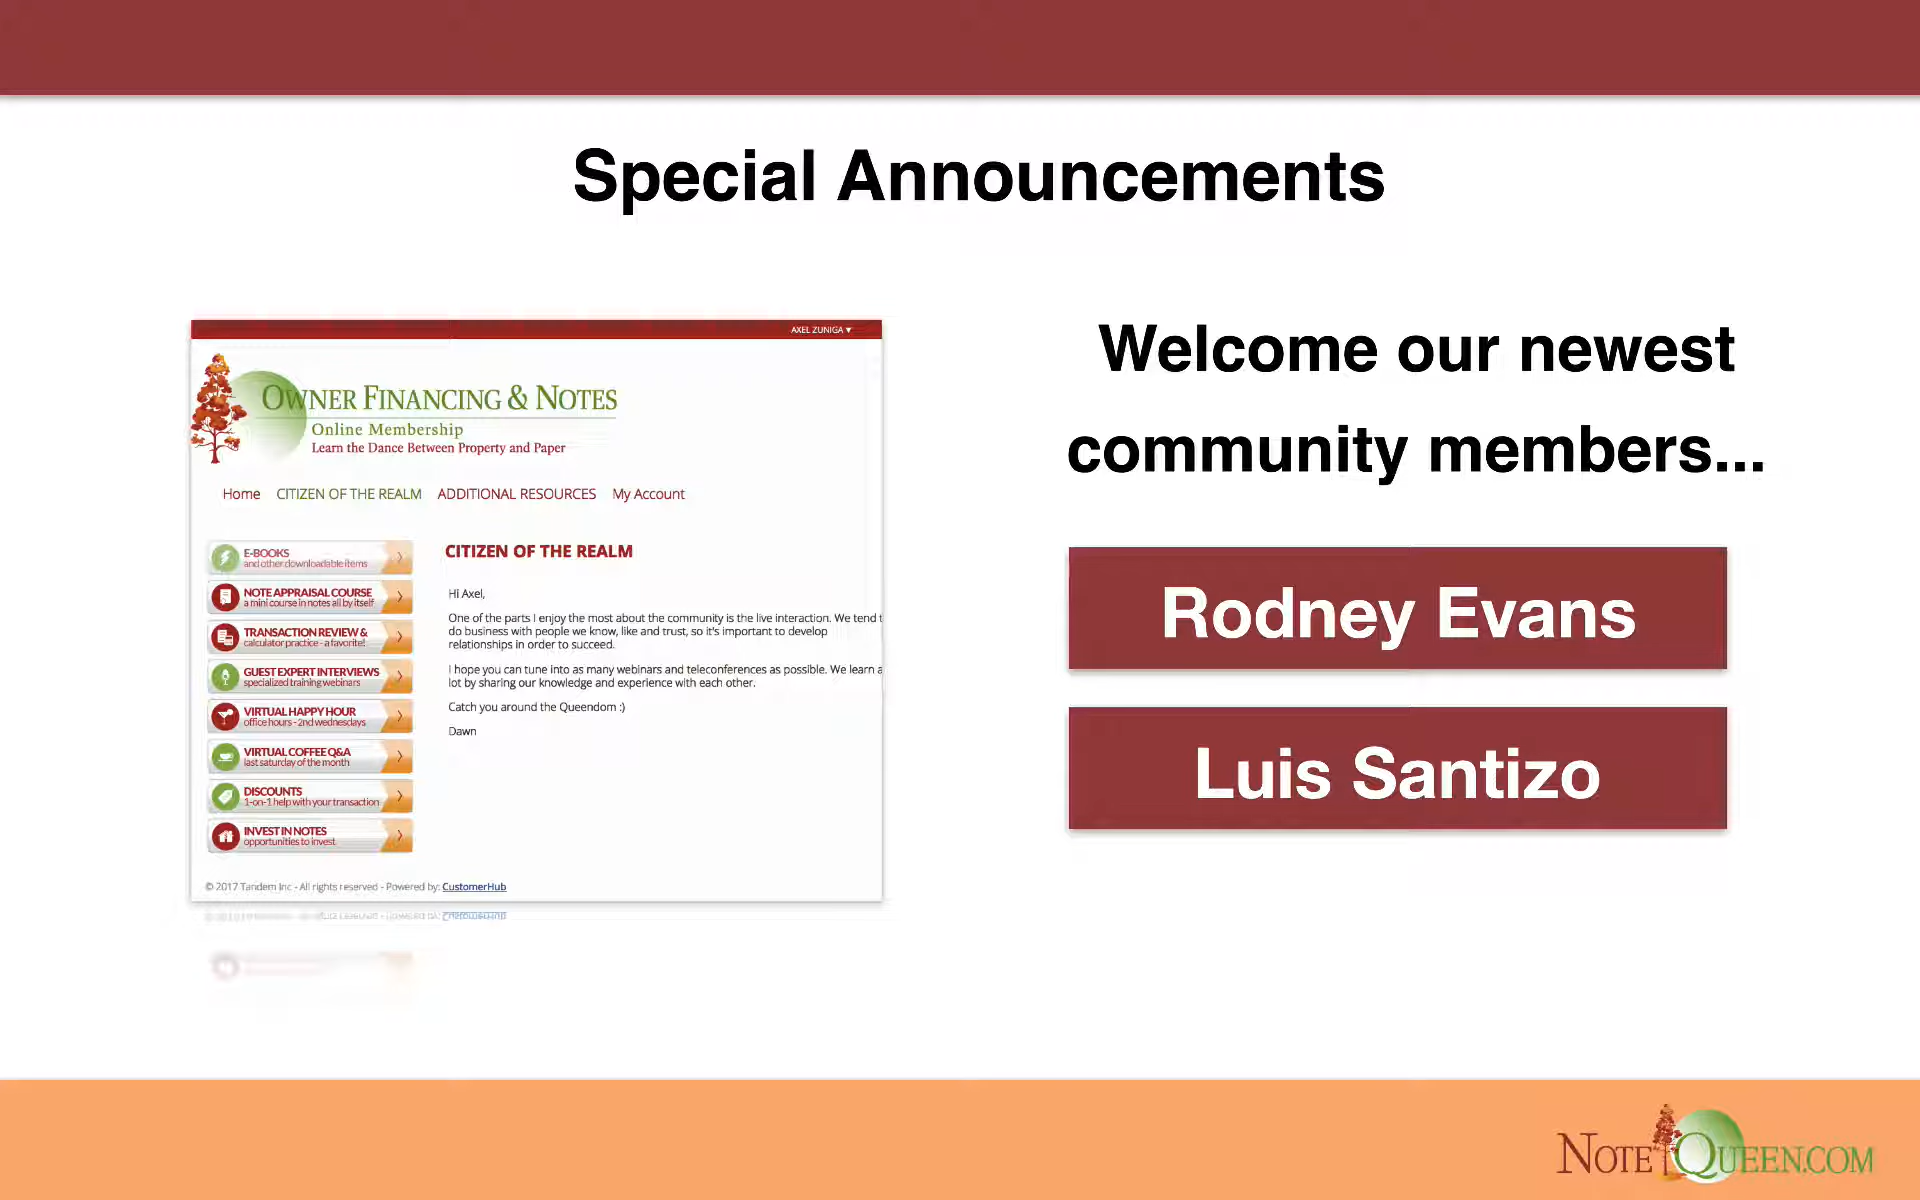 Special Announcements
AXEL ZUNIGA ▼
OWNER FINANCING & NOTES
Online Membership
Learn the Dance Between Property and Paper
Home CITIZEN OF THE REALM ADDITIONAL RESOURCES My Account
E-BOOKS
and other downloadable items
NOTE APPRAISAL COURSE
a mini course in notes all by itself
TRANSACTION REVIEW &
calculator practice - a favorite!
GUEST EXPERT INTERVIEWS
specialized training webinars
VIRTUAL HAPPY HOUR
office hours - 2nd wednesdays
VIRTUAL COFFEE Q&A
last saturday of the month
DISCOUNTS
1-on-1 help with your transaction
INVEST IN NOTES
opportunities to invest
CITIZEN OF THE REALM
Hi Axel,
One of the parts I enjoy the most about the community is the live interaction. We tend t
do business with people we know, like and trust, so it's important to develop
relationships in order to succeed.
I hope you can tune into as many webinars and teleconferences as possible. We learn a
lot by sharing our knowledge and experience with each other.
Catch you around the Queendom :)
Dawn
© 2017 Tandem Inc - All rights reserved - Powered by: CustomerHub
Welcome our newest
community members...
Rodney Evans
Luis Santizo
NOTEQUEEN.COM